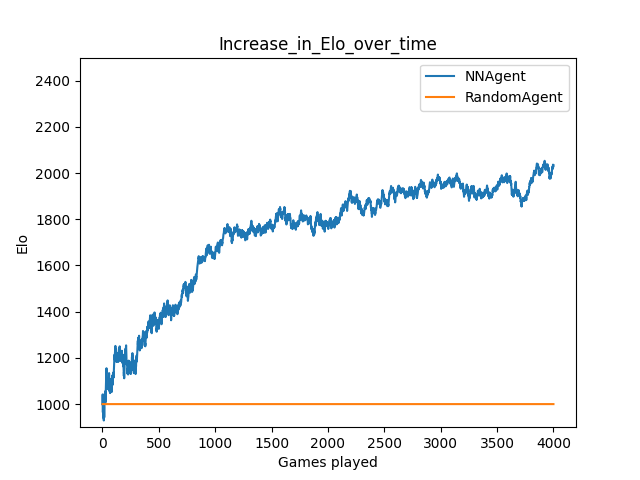 Increase_in_Elo_over_time
NNAgent
RandomAgent
2400
2200
2000
1800
1600
1400
1200
1000
Elo
0 500 1000 1500 2000 2500 3000 3500 4000
Games played